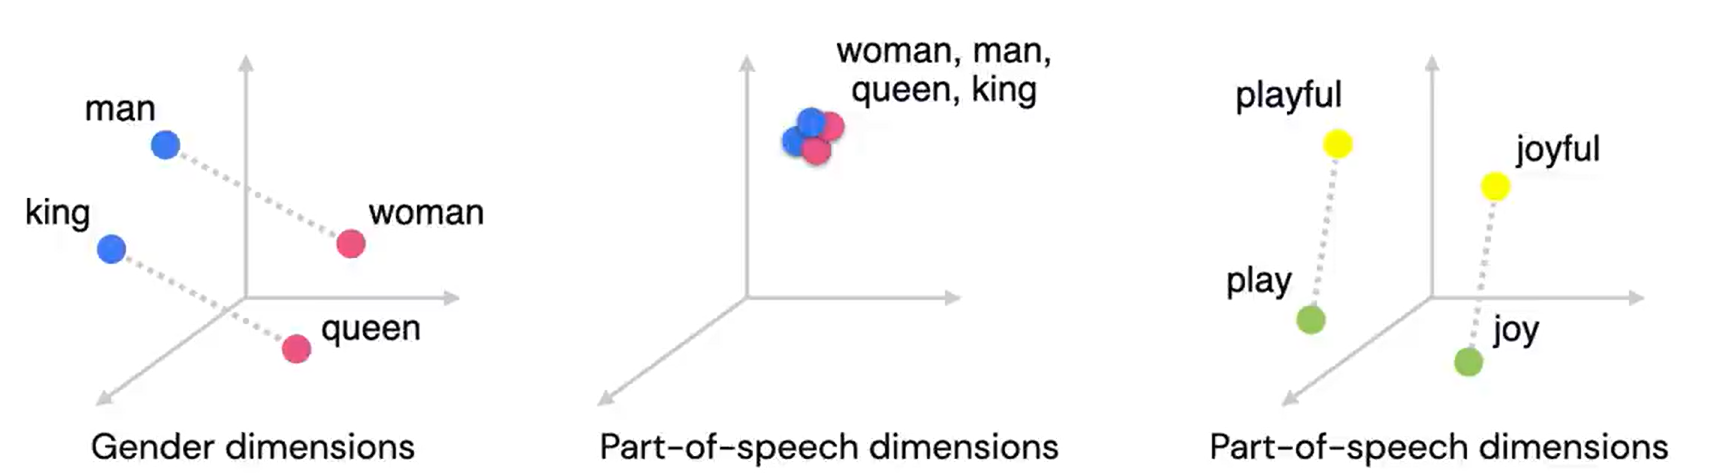 man
king
woman
queen
Gender dimensions
woman, man,
queen, king
Part-of-speech dimensions
playful
joyful
play
joy
Part-of-speech dimensions